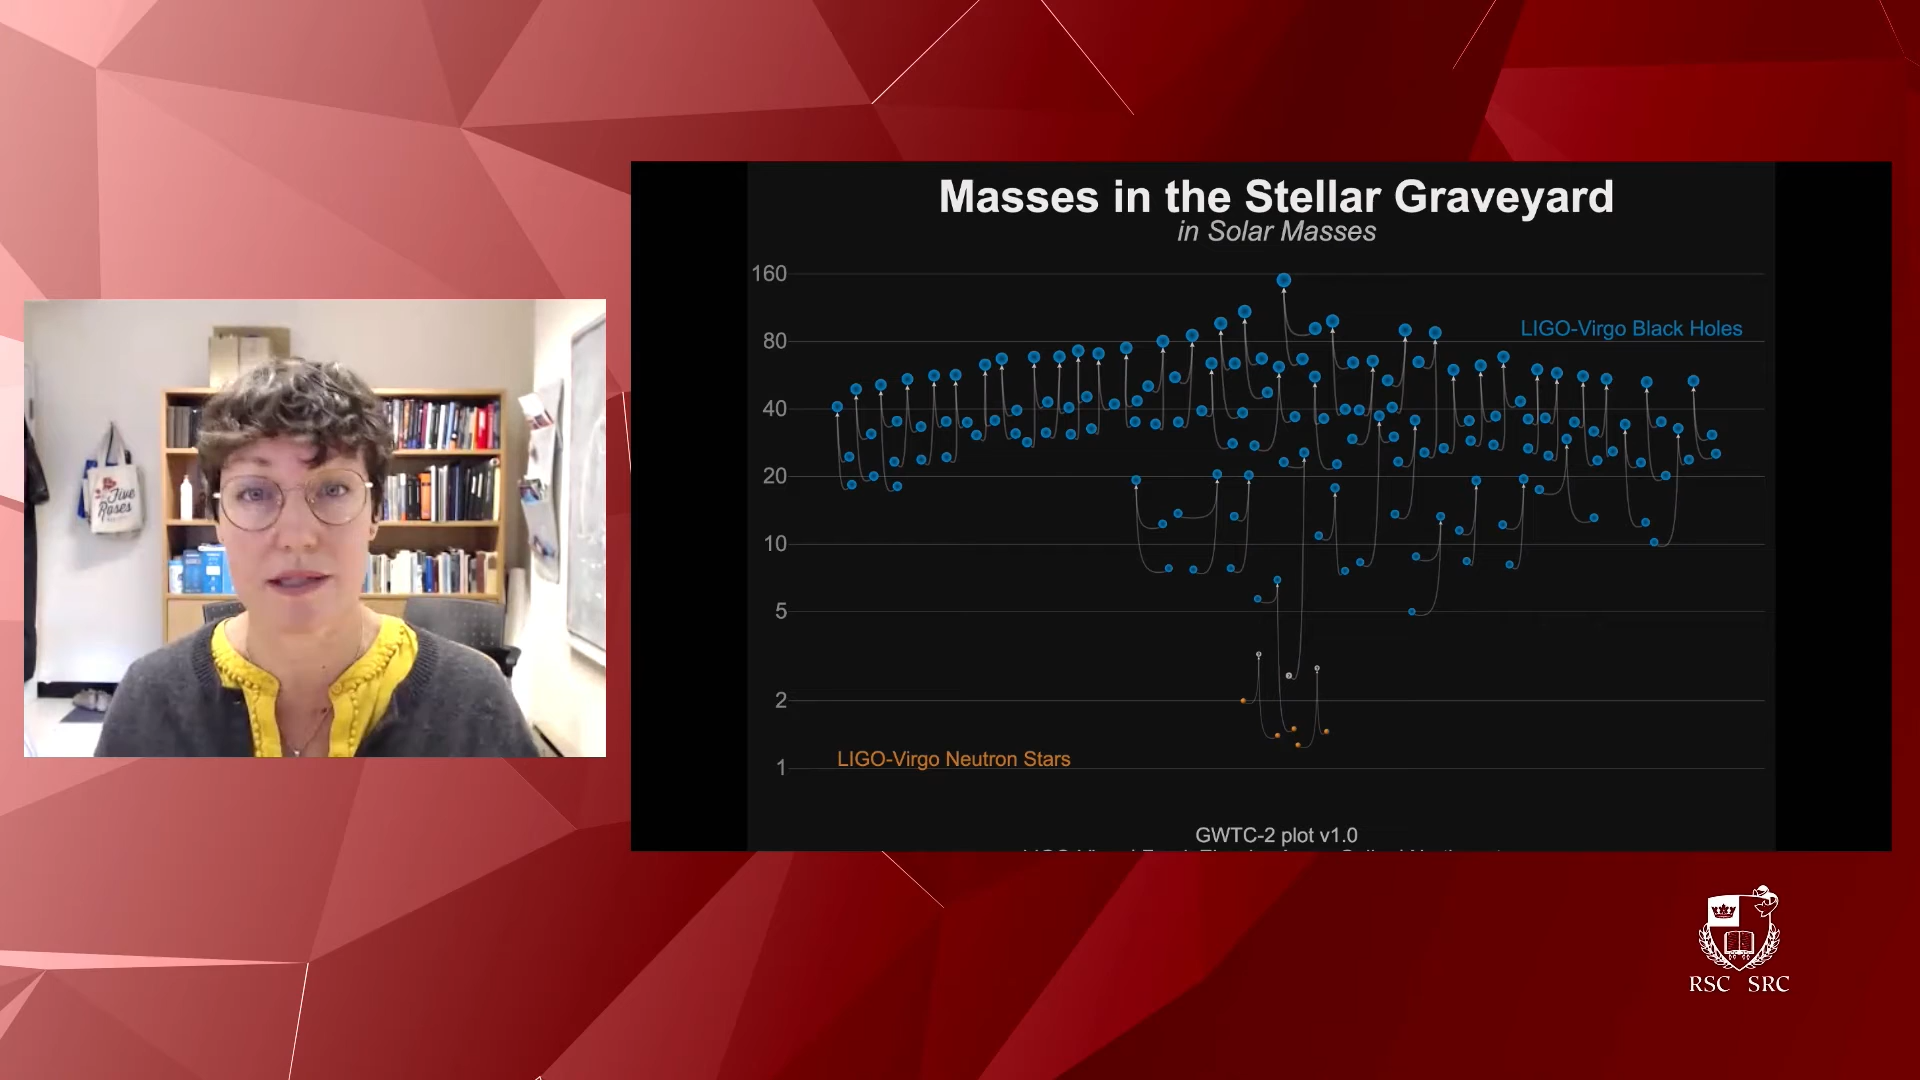 Masses in the Stellar Graveyard
in Solar Masses
160
LIGO-Virgo Black Holes
80
40
20
10
5
2
LIGO-Virgo Neutron Stars
1
GWTC-2 plot v1.0
Five
Roses
RSC SRC